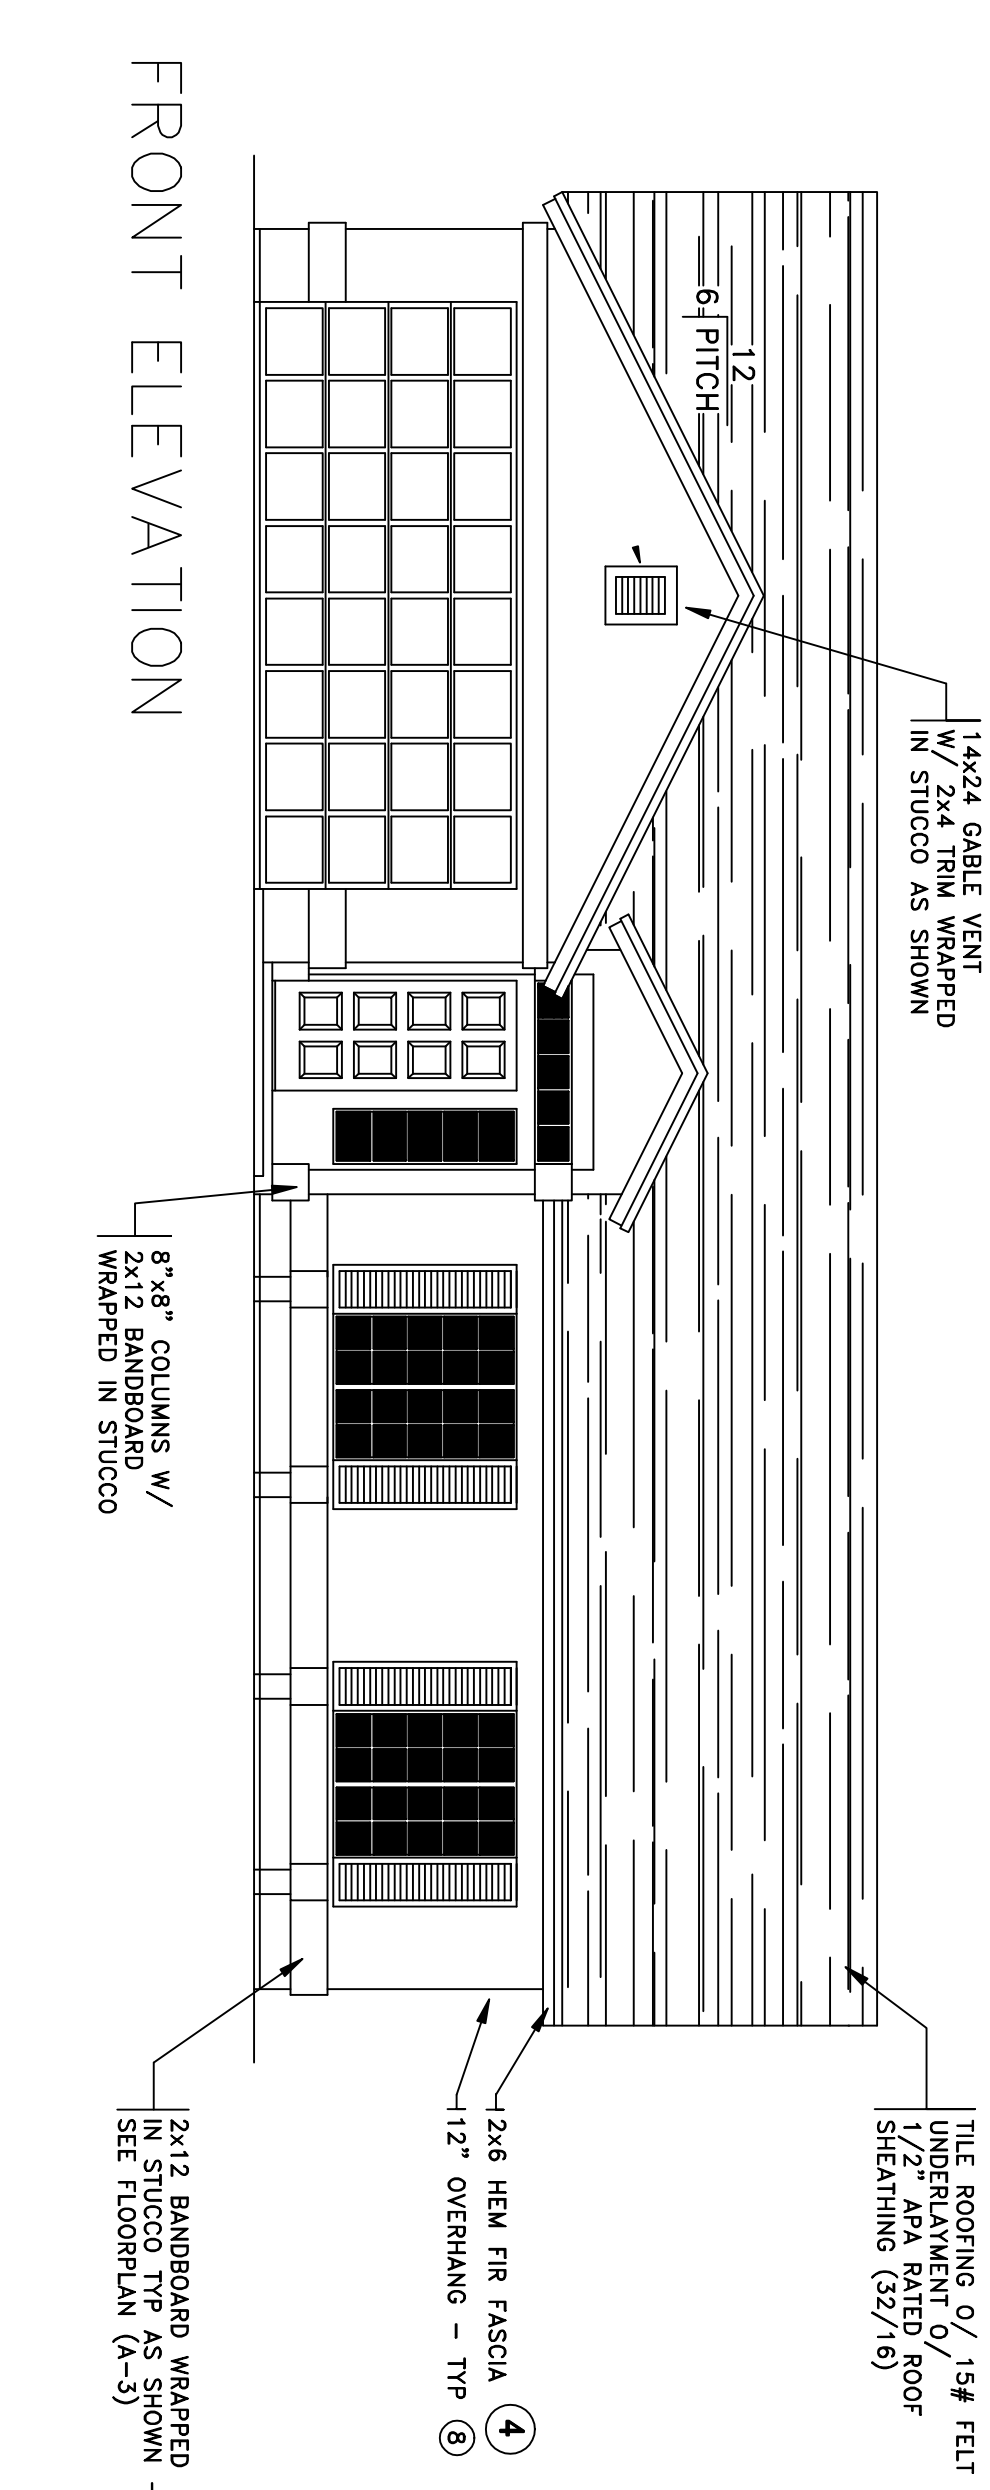 14x24 GABLE VENT
W/ 2x4 TRIM WRAPPED
IN STUCCO AS SHOWN
TILE ROOFING O/ 15# FELT
UNDERLAYMENT O/
1/2" APA RATED ROOF
SHEATHING (32/16)
12
6 PITCH
2x6 HEM FIR FASCIA 4
12" OVERHANG - TYP 8
8"x8" COLUMNS W/
2x12 BANDBOARD
WRAPPED IN STUCCO
2x12 BANDBOARD WRAPPED
IN STUCCO TYP AS SHOWN -
SEE FLOORPLAN (A-3)
FRONT ELEVATION